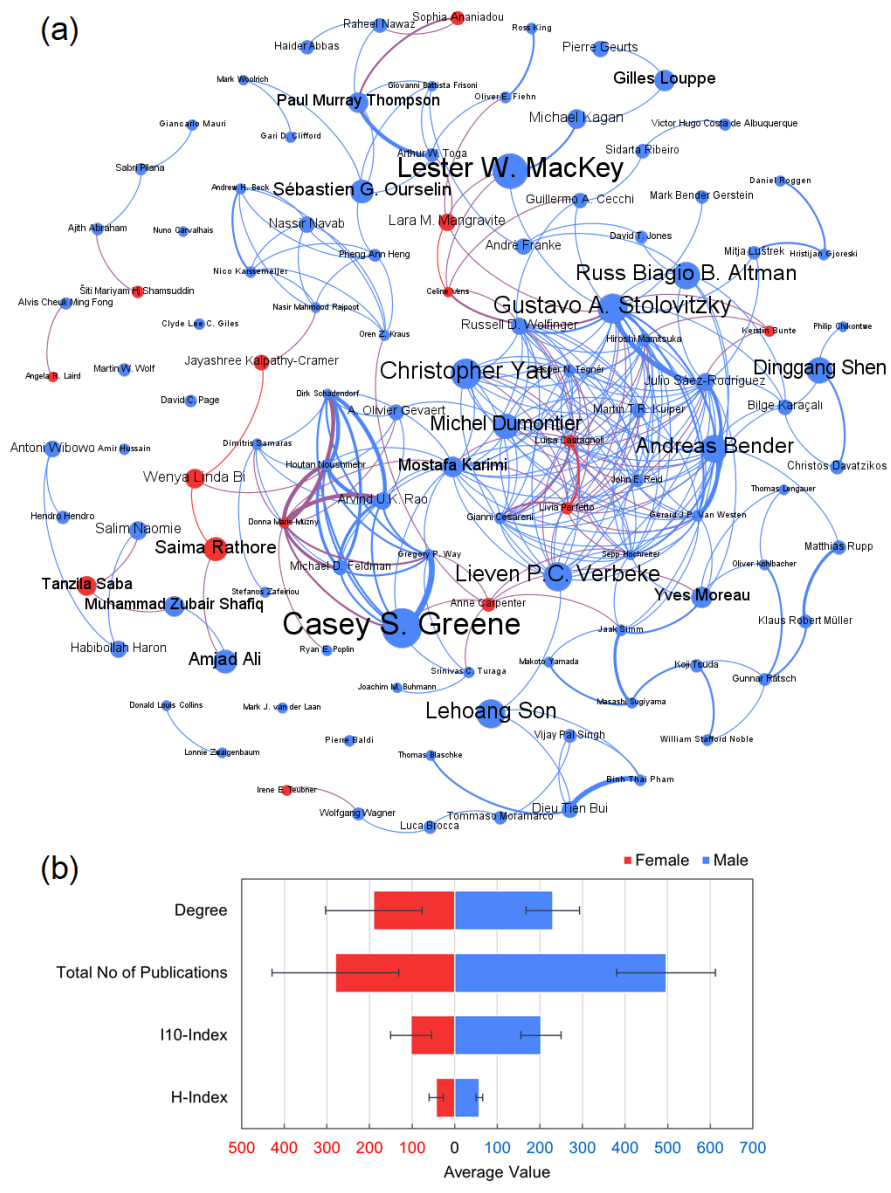 (a)
Sophia Ananiadou
Raheel Nawaz
Ross King
Haider Abbas
Pierre Geurts
Gilles Louppe
Mark Woolrich
Giovanni Battista Frisoni
Oliver E. Fiehn
Paul Murray Thompson
Michael Kagan
Victor Hugo Costa de Albuquerque
Giancarlo Mauri
Gari D. Clifford
Arthur W. Toga
Sidarta Ribeiro
Sabri Pllana
Lester W. MacKey
Daniel Roggen
Andrew H. Beck
Sébastien G. Ourselin
Guillermo A. Cecchi
Mark Bender Gerstein
Ajith Abraham
Nuno Carvalhais
Nassir Navab
Lara M. Mangravite
David T. Jones
André Franke
Mitja Lustrek
Hristijan Gjoreski
Pheng Ann Heng
Nico Karssemeijer
Russ Biagio B. Altman
Siti Mariyam Hj Shamsuddin
Celine Vens
Alvis Cheuk Ming Fong
Nasir Mahmood Rajpoot
Gustavo A. Stolovitzky
Clyde Lee C. Giles
Oren Z. Kraus
Russell D. Wolfinger
Kerstin Bunte
Philip Chikontwe
Hiroshi Mamitsuka
Jayashree Kalpathy-Cramer
Angela R. Laird
Martin W. Wolf
Christopher Yau
Jesper N. Tegnér
Dinggang Shen
Julio Sáez-Rodríguez
David C. Page
Dirk Schadendorf
A. Olivier Gevaert
Martin T.R. Kuiper
Bilge Karaçalı
Michel Dumontier
Antoni Wibowo
Amir Hussain
Dimitris Samaras
Luisa Castagnoli
Andreas Bender
Houtan Noushmehr
Mostafa Karimi
Christos Davatzikos
Wenya Linda Bi
Arvind U.K. Rao
John E. Reid
Thomas Lengauer
Hendro Hendro
Livia Perfetto
Salim Naomie
Donna Marie Muzny
Gianni Cesareni
Gerard J.P. Van Westen
Saima Rathore
Gregory P. Way
Sepp Hochreiter
Matthias Rupp
Michael D. Feldman
Oliver Kohlbacher
Lieven P.C. Verbeke
Tanzila Saba
Stefanos Zafeiriou
Yves Moreau
Muhammad Zubair Shafiq
Anne Carpenter
Klaus Robert Müller
Casey S. Greene
Jaak Simm
Habibollah Haron
Ryan E. Poplin
Amjad Ali
Srinivas C. Turaga
Makoto Yamada
Koji Tsuda
Gunnar Rätsch
Joachim M. Buhmann
Masashi Sugiyama
Donald Louis Collins
Mark J. van der Laan
Lehoang Son
Vijay Pal Singh
William Stafford Noble
Pierre Baldi
Lonnie Zwaigenbaum
Thomas Blaschke
Binh Thai Pham
Irene E. Teubner
Dieu Tien Bui
Wolfgang Wagner
Tommaso Moramarco
Luca Brocca
(b)
Female Male
Degree
Total No of Publications
I10-Index
H-Index
500 400 300 200 100 0 100 200 300 400 500 600 700
Average Value